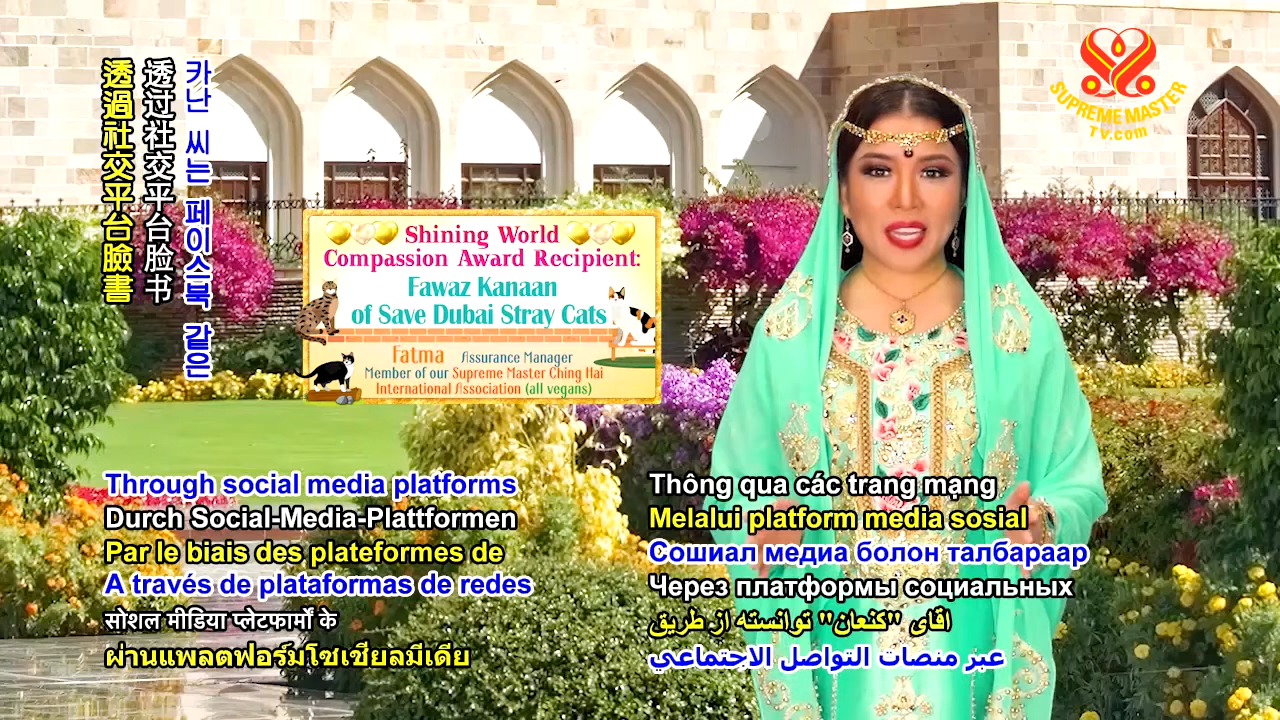 透過社交平台臉書
透过社交平台脸书
카난 씨는 페이스북 같은
SUPREME MASTER
TV.com
Shining World
Compassion Award Recipient:
Fawaz Kanaan
of Save Dubai Stray Cats
Fatma Assurance Manager
Member of our Supreme Master Ching Hai
International Association (all vegans)
Through social media platforms
Durch Social-Media-Plattformen
Par le biais des plateformes de
A través de plataformas de redes
सोशल मीडिया प्लेटफार्मों के
ผ่านแพลตฟอร์มโซเชียลมีเดีย
Thông qua các trang mạng
Melalui platform media sosial
Сошиал медиа болон талбараар
Через платформы социальных
آقای "کنعان" توانسته از طریق
عبر منصات التواصل الاجتماعي